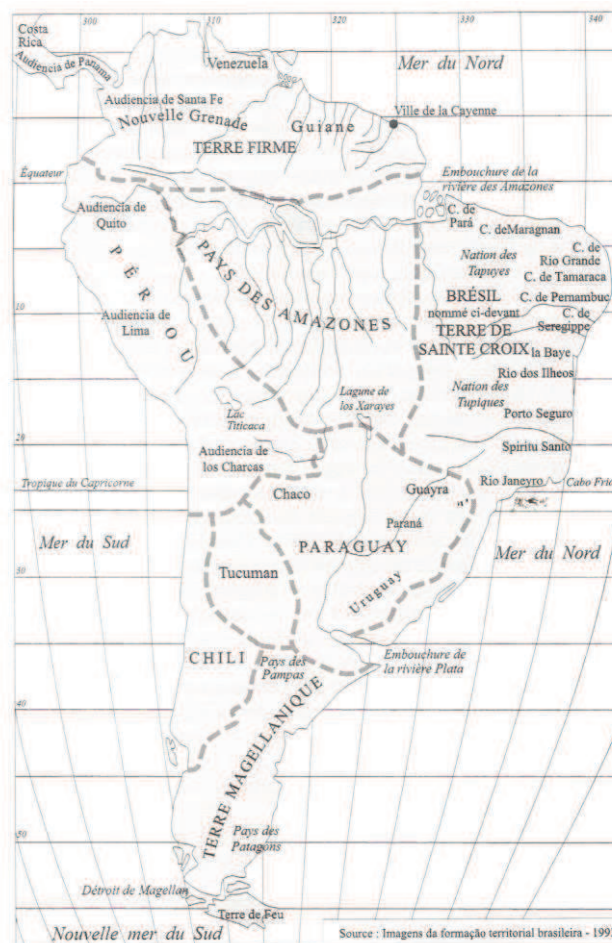 300
310
320
330
340
Costa
Rica
Audiencia de Panama
Venezuela
Mer du Nord
Audiencia de Santa Fe
Nouvelle Grenade
Guiane
Ville de la Cayenne
TERRE FIRME
Équateur
Embouchure de la
rivière des Amazones
Audiencia de
Quito
C. de
Pará
C. deMaragnan
PÉROU
PAYS DES AMAZONES
Nation des
Tapuyes
C. de
Rio Grande
C. de Tamaraca
BRÉSIL
C. de Pernambuc
10
nommé ci-devant
C. de
Seregippe
Audiencia de
Lima
TERRE DE
SAINTE CROIX
la Baye
Rio dos Ilheos
Lac
Titicaca
Lagune de
los Xarayes
Nation des
Tupiques
Porto Seguro
20
Audiencia de
los Charcas
Spiritu Santo
Tropique du Capricorne
Chaco
Guayra
Rio Janeyro
Cabo Frio
Mer du Sud
Paraná
PARAGUAY
Mer du Nord
30
Tucuman
Uruguay
CHILI
Pays des
Pampas
Embouchure de
la rivière Plata
40
TERRE MAGELLANIQUE
50
Pays des
Patagons
Détroit de Magellan
Terre de Feu
Nouvelle mer du Sud
Source : Imagens da formação territorial brasileira - 199